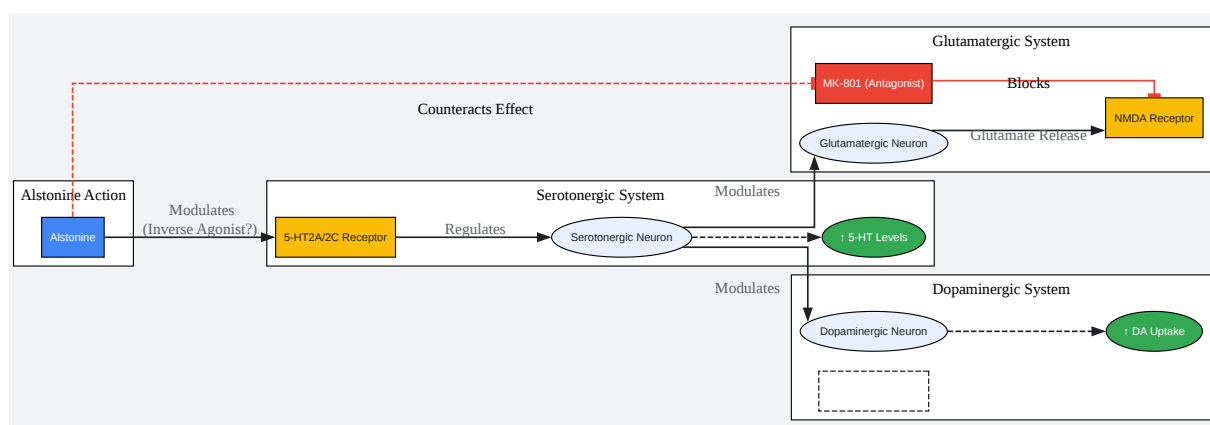 Glutamatergic System
MK-801 (Antagonist)
Blocks
Counteracts Effect
NMDA Receptor
Glutamate Release
Glutamatergic Neuron
Alstonine Action
Serotonergic System
Modulates
Modulates
(Inverse Agonist?)
Alstonine
5-HT2A/2C Receptor
Regulates
Serotonergic Neuron
↑ 5-HT Levels
Modulates
Dopaminergic System
Dopaminergic Neuron
↑ DA Uptake